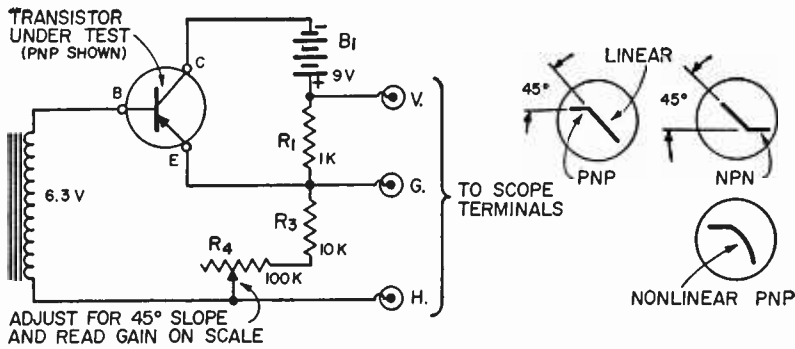 TRANSISTOR
UNDER TEST
(PNP SHOWN)
C
B
E
B1
9V
+
-
V.
R1
1K
G.
TO SCOPE
TERMINALS
6.3 V
R3
10K
R4
100K
H.
ADJUST FOR 45° SLOPE
AND READ GAIN ON SCALE
LINEAR
45°
45°
PNP
NPN
NONLINEAR PNP